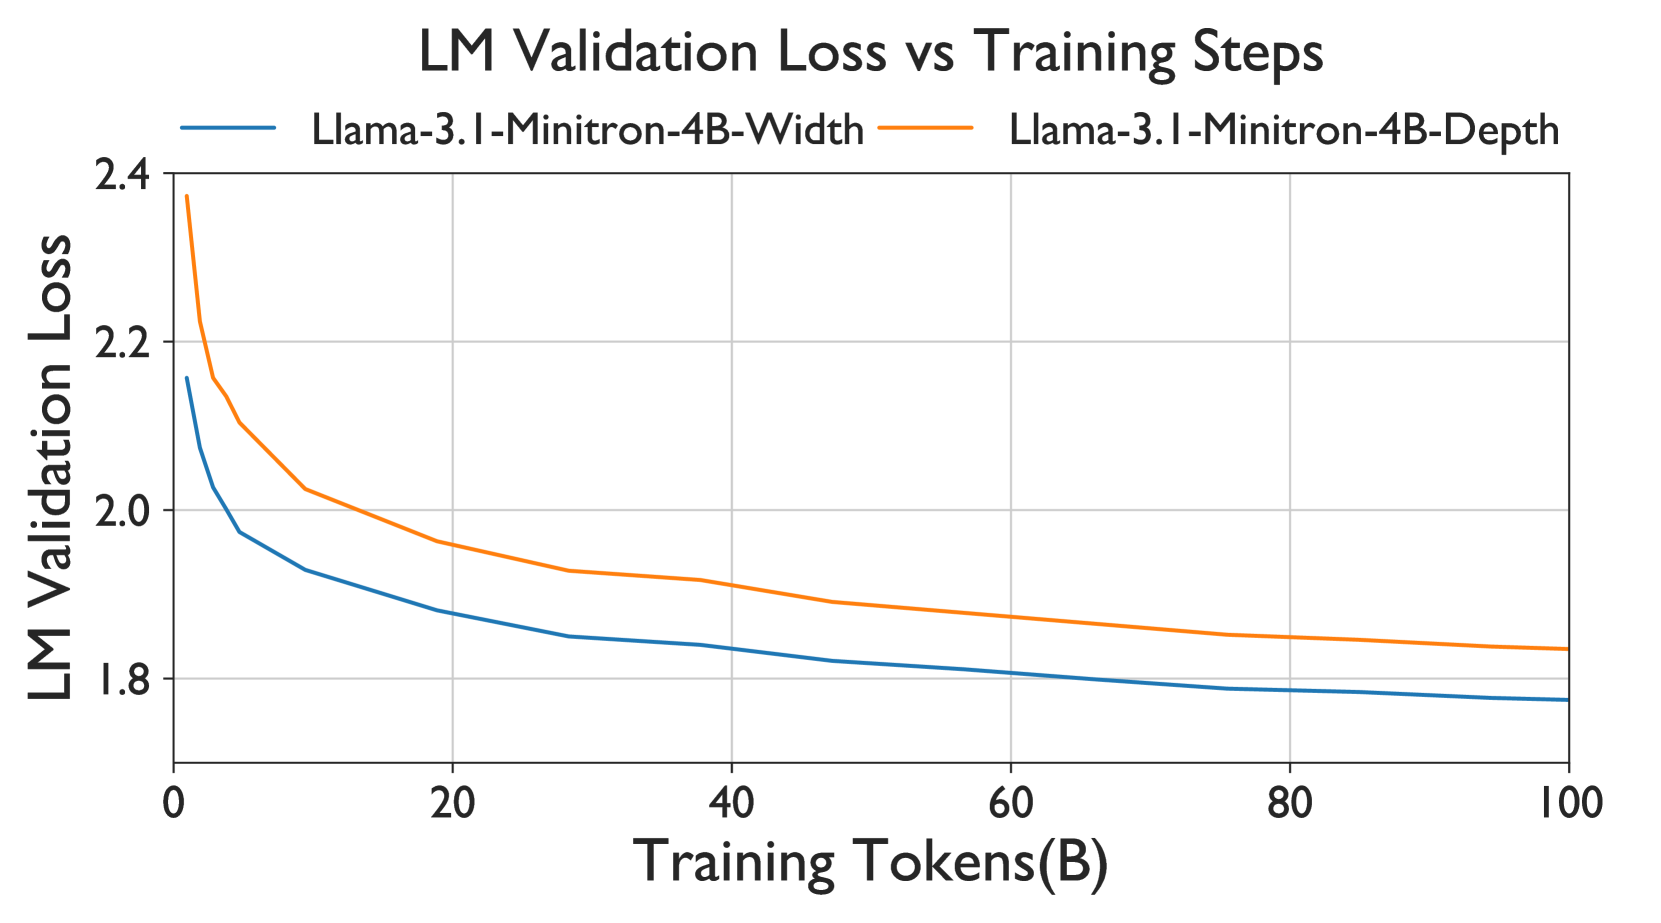 LM Validation Loss vs Training Steps
Llama-3.1-Minitron-4B-Width Llama-3.1-Minitron-4B-Depth
2.4
2.2
2.0
1.8
LM Validation Loss
0 20 40 60 80 100
Training Tokens(B)